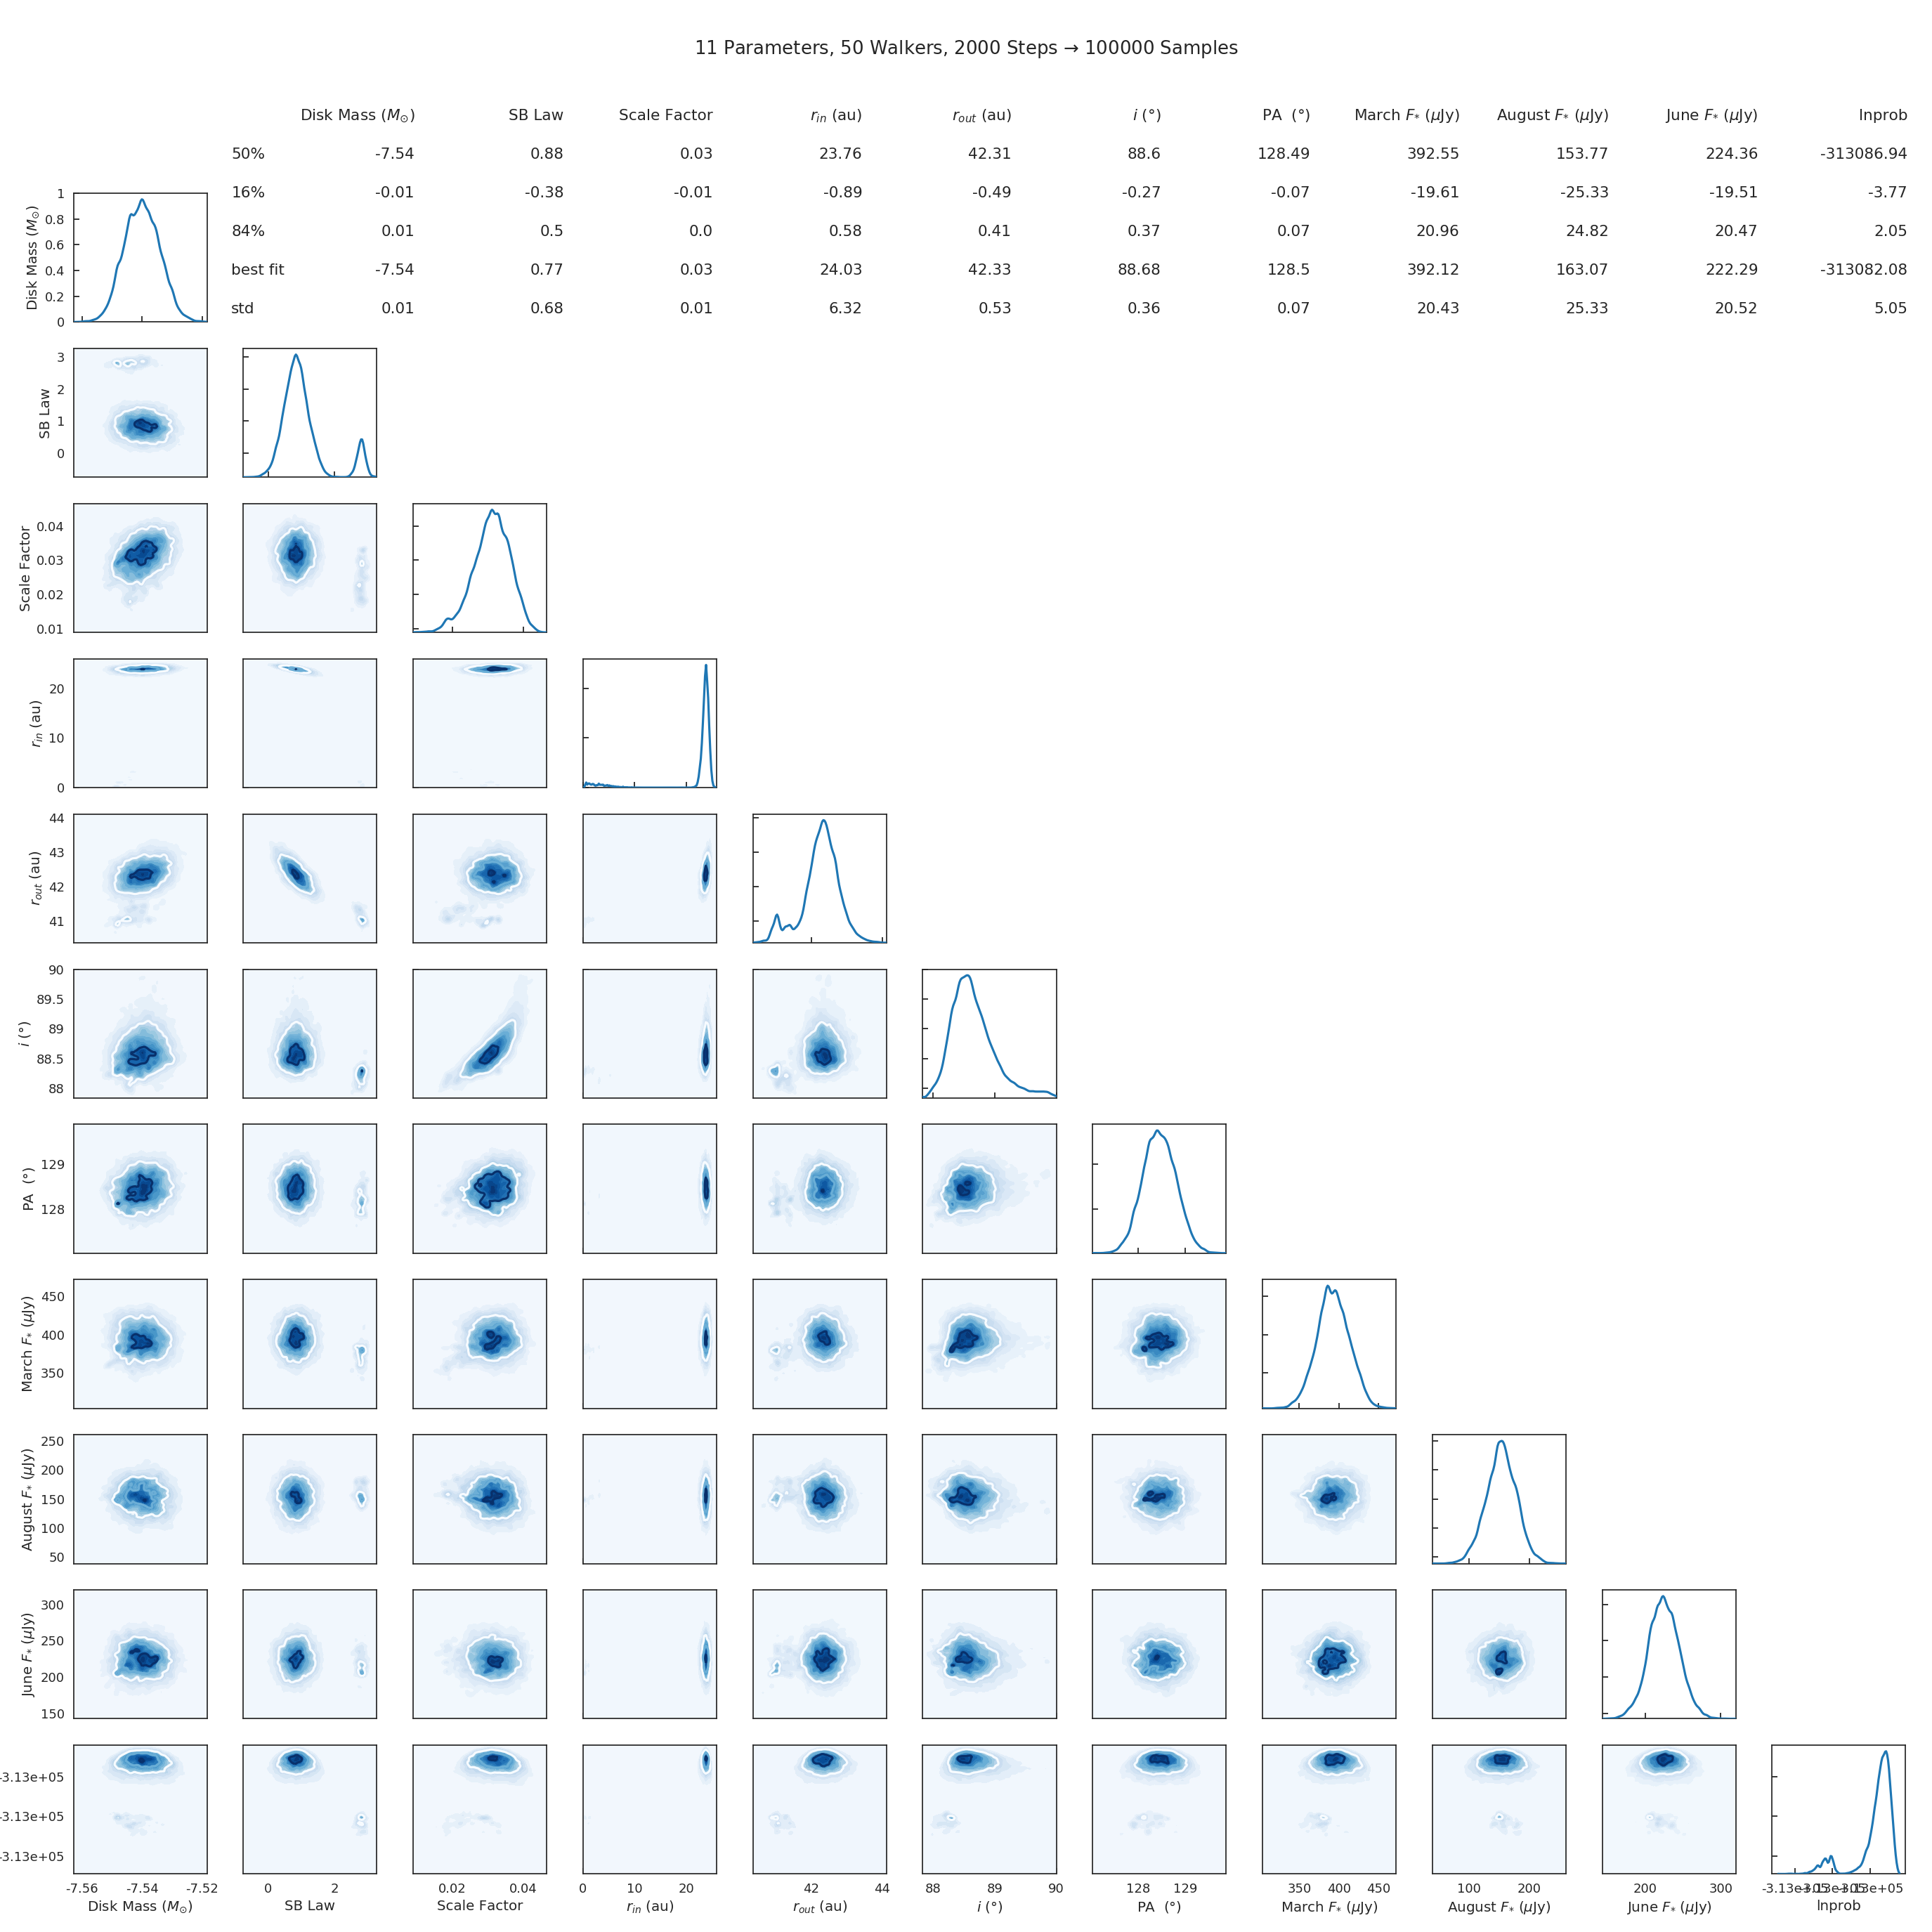 11 Parameters, 50 Walkers, 2000 Steps → 100000 Samples
Disk Mass (M⊙) SB Law Scale Factor r_in (au) r_out (au) i (°) PA (°) March F* (μJy) August F* (μJy) June F* (μJy) lnprob
50% -7.54 0.88 0.03 23.76 42.31 88.6 128.49 392.55 153.77 224.36 -313086.94
16% -0.01 -0.38 -0.01 -0.89 -0.49 -0.27 -0.07 -19.61 -25.33 -19.51 -3.77
84% 0.01 0.5 0.0 0.58 0.41 0.37 0.07 20.96 24.82 20.47 2.05
best fit -7.54 0.77 0.03 24.03 42.33 88.68 128.5 392.12 163.07 222.29 -313082.08
std 0.01 0.68 0.01 6.32 0.53 0.36 0.07 20.43 25.33 20.52 5.05
Disk Mass (M⊙)
1
0.8
0.6
0.4
0.2
0
SB Law
3
2
1
0
Scale Factor
0.04
0.03
0.02
0.01
r_in (au)
20
10
0
r_out (au)
44
43
42
41
i (°)
90
89.5
89
88.5
88
PA (°)
129
128
March F* (μJy)
450
400
350
August F* (μJy)
250
200
150
100
50
June F* (μJy)
300
250
200
150
-3.13e+05
-3.13e+05
-3.13e+05
-7.56 -7.54 -7.52 0 2 0.02 0.04 0 10 20 42 44 88 89 90 128 129 350 400 450 100 200 200 300 -3.13e+05 -3.13e+05 -3.13e+05
Disk Mass (M⊙) SB Law Scale Factor r_in (au) r_out (au) i (°) PA (°) March F* (μJy) August F* (μJy) June F* (μJy) lnprob